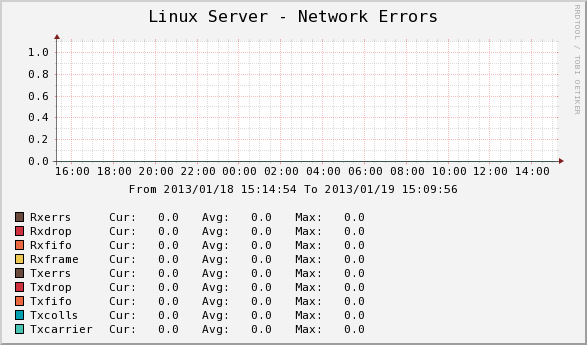 Linux Server - Network Errors
RRDTOOL / TOBI OETIKER
1.0
0.8
0.6
0.4
0.2
0.0
16:00 18:00 20:00 22:00 00:00 02:00 04:00 06:00 08:00 10:00 12:00 14:00
From 2013/01/18 15:14:54 To 2013/01/19 15:09:56
Rxerrs Cur: 0.0 Avg: 0.0 Max: 0.0
Rxdrop Cur: 0.0 Avg: 0.0 Max: 0.0
Rxfifo Cur: 0.0 Avg: 0.0 Max: 0.0
Rxframe Cur: 0.0 Avg: 0.0 Max: 0.0
Txerrs Cur: 0.0 Avg: 0.0 Max: 0.0
Txdrop Cur: 0.0 Avg: 0.0 Max: 0.0
Txfifo Cur: 0.0 Avg: 0.0 Max: 0.0
Txcolls Cur: 0.0 Avg: 0.0 Max: 0.0
Txcarrier Cur: 0.0 Avg: 0.0 Max: 0.0